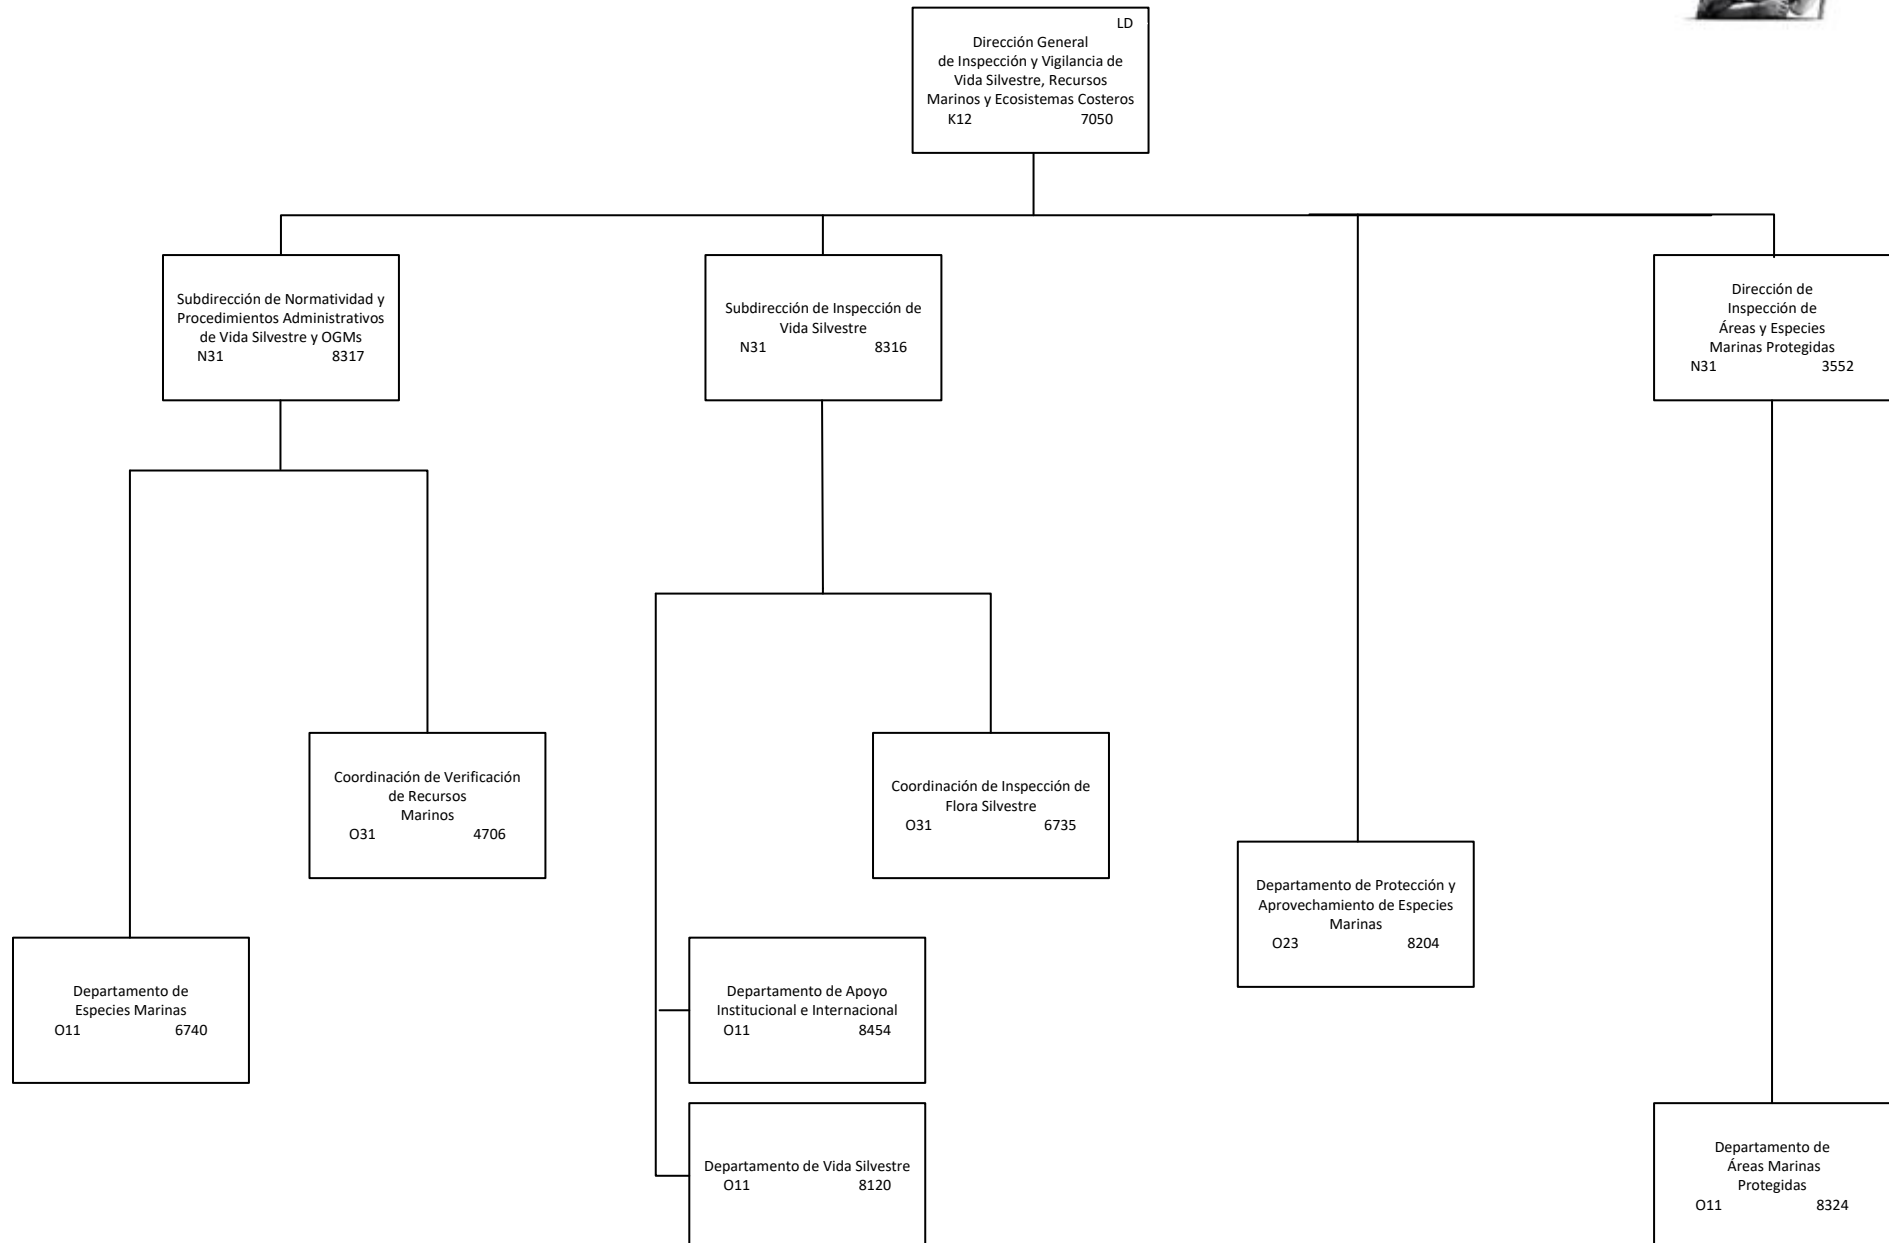 LD
Dirección General
de Inspección y Vigilancia de
Vida Silvestre, Recursos
Marinos y Ecosistemas Costeros
K12 7050
Subdirección de Normatividad y
Procedimientos Administrativos
de Vida Silvestre y OGMs
N31 8317
Subdirección de Inspección de
Vida Silvestre
N31 8316
Dirección de
Inspección de
Áreas y Especies
Marinas Protegidas
N31 3552
Coordinación de Verificación
de Recursos
Marinos
O31 4706
Coordinación de Inspección de
Flora Silvestre
O31 6735
Departamento de Protección y
Aprovechamiento de Especies
Marinas
O23 8204
Departamento de
Especies Marinas
O11 6740
Departamento de Apoyo
Institucional e Internacional
O11 8454
Departamento de Vida Silvestre
O11 8120
Departamento de
Áreas Marinas
Protegidas
O11 8324